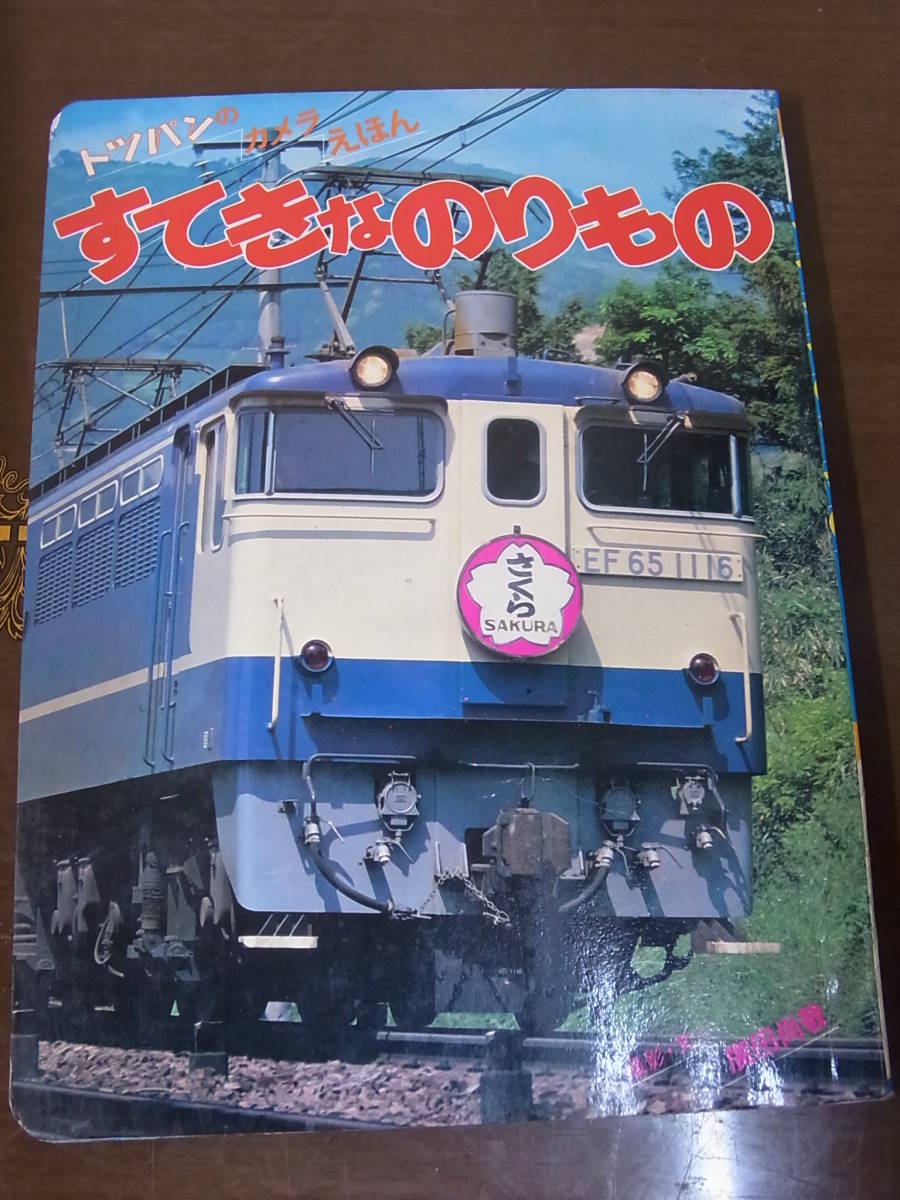 トツパンの カメラ えほん
すてきなのりもの
さくら
SAKURA
EF 65 1116